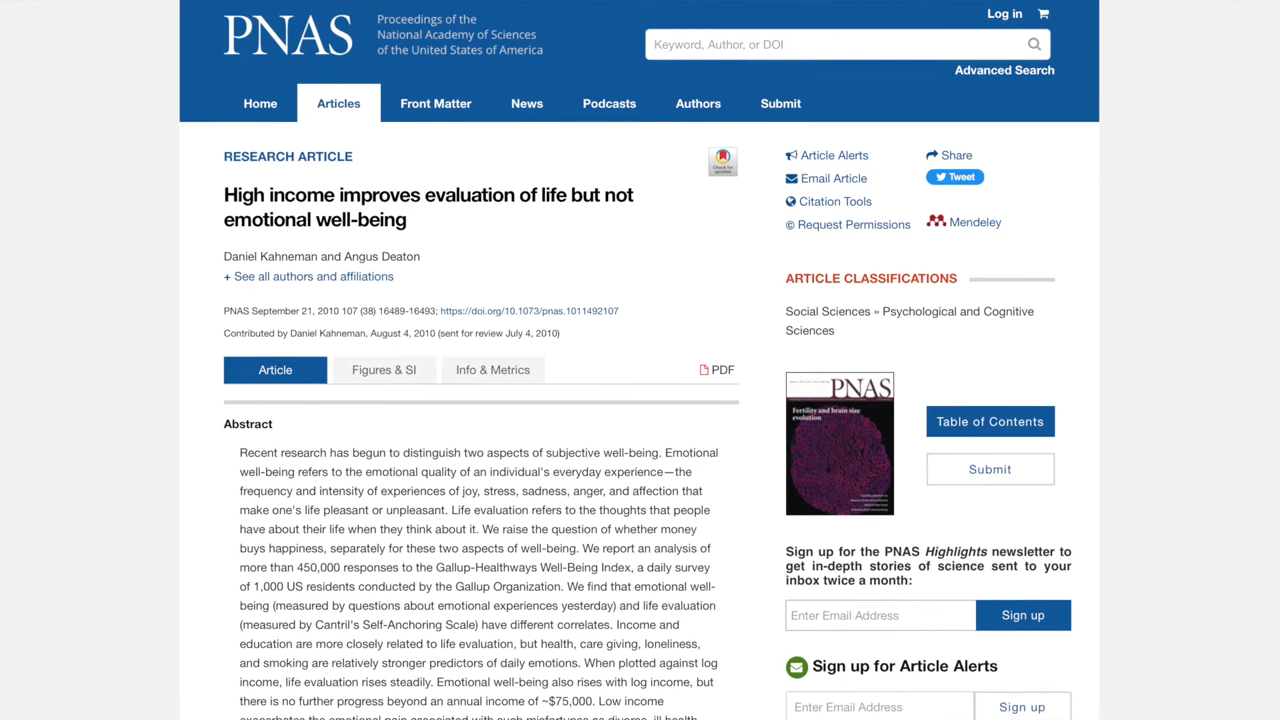 PNAS
Proceedings of the
National Academy of Sciences
of the United States of America
Log in
Keyword, Author, or DOI
Advanced Search
Home
Articles
Front Matter
News
Podcasts
Authors
Submit
RESEARCH ARTICLE
Check for
updates
High income improves evaluation of life but not
emotional well-being
Daniel Kahneman and Angus Deaton
+ See all authors and affiliations
PNAS September 21, 2010 107 (38) 16489-16493; https://doi.org/10.1073/pnas.1011492107
Contributed by Daniel Kahneman, August 4, 2010 (sent for review July 4, 2010)
Article
Figures & SI
Info & Metrics
PDF
Abstract
Recent research has begun to distinguish two aspects of subjective well-being. Emotional
well-being refers to the emotional quality of an individual's everyday experience—the
frequency and intensity of experiences of joy, stress, sadness, anger, and affection that
make one's life pleasant or unpleasant. Life evaluation refers to the thoughts that people
have about their life when they think about it. We raise the question of whether money
buys happiness, separately for these two aspects of well-being. We report an analysis of
more than 450,000 responses to the Gallup-Healthways Well-Being Index, a daily survey
of 1,000 US residents conducted by the Gallup Organization. We find that emotional well-
being (measured by questions about emotional experiences yesterday) and life evaluation
(measured by Cantril's Self-Anchoring Scale) have different correlates. Income and
education are more closely related to life evaluation, but health, care giving, loneliness,
and smoking are relatively stronger predictors of daily emotions. When plotted against log
income, life evaluation rises steadily. Emotional well-being also rises with log income, but
there is no further progress beyond an annual income of ~$75,000. Low income
exacerbates the emotional pain associated with such misfortunes as divorce, ill health,
Article Alerts
Share
Email Article
Tweet
Citation Tools
© Request Permissions
Mendeley
ARTICLE CLASSIFICATIONS
Social Sciences » Psychological and Cognitive
Sciences
PNAS
Fertility and brain size
evolution
Table of Contents
Submit
Sign up for the PNAS Highlights newsletter to
get in-depth stories of science sent to your
inbox twice a month:
Enter Email Address
Sign up
Sign up for Article Alerts
Enter Email Address
Sign up